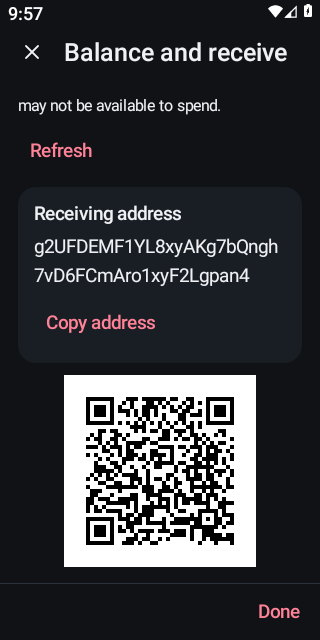 9:57
Balance and receive
may not be available to spend.
Refresh
Receiving address
g2UFDEMF1YL8xyAKg7bQngh
7vD6FCmAro1xyF2Lgpan4
Copy address
Done